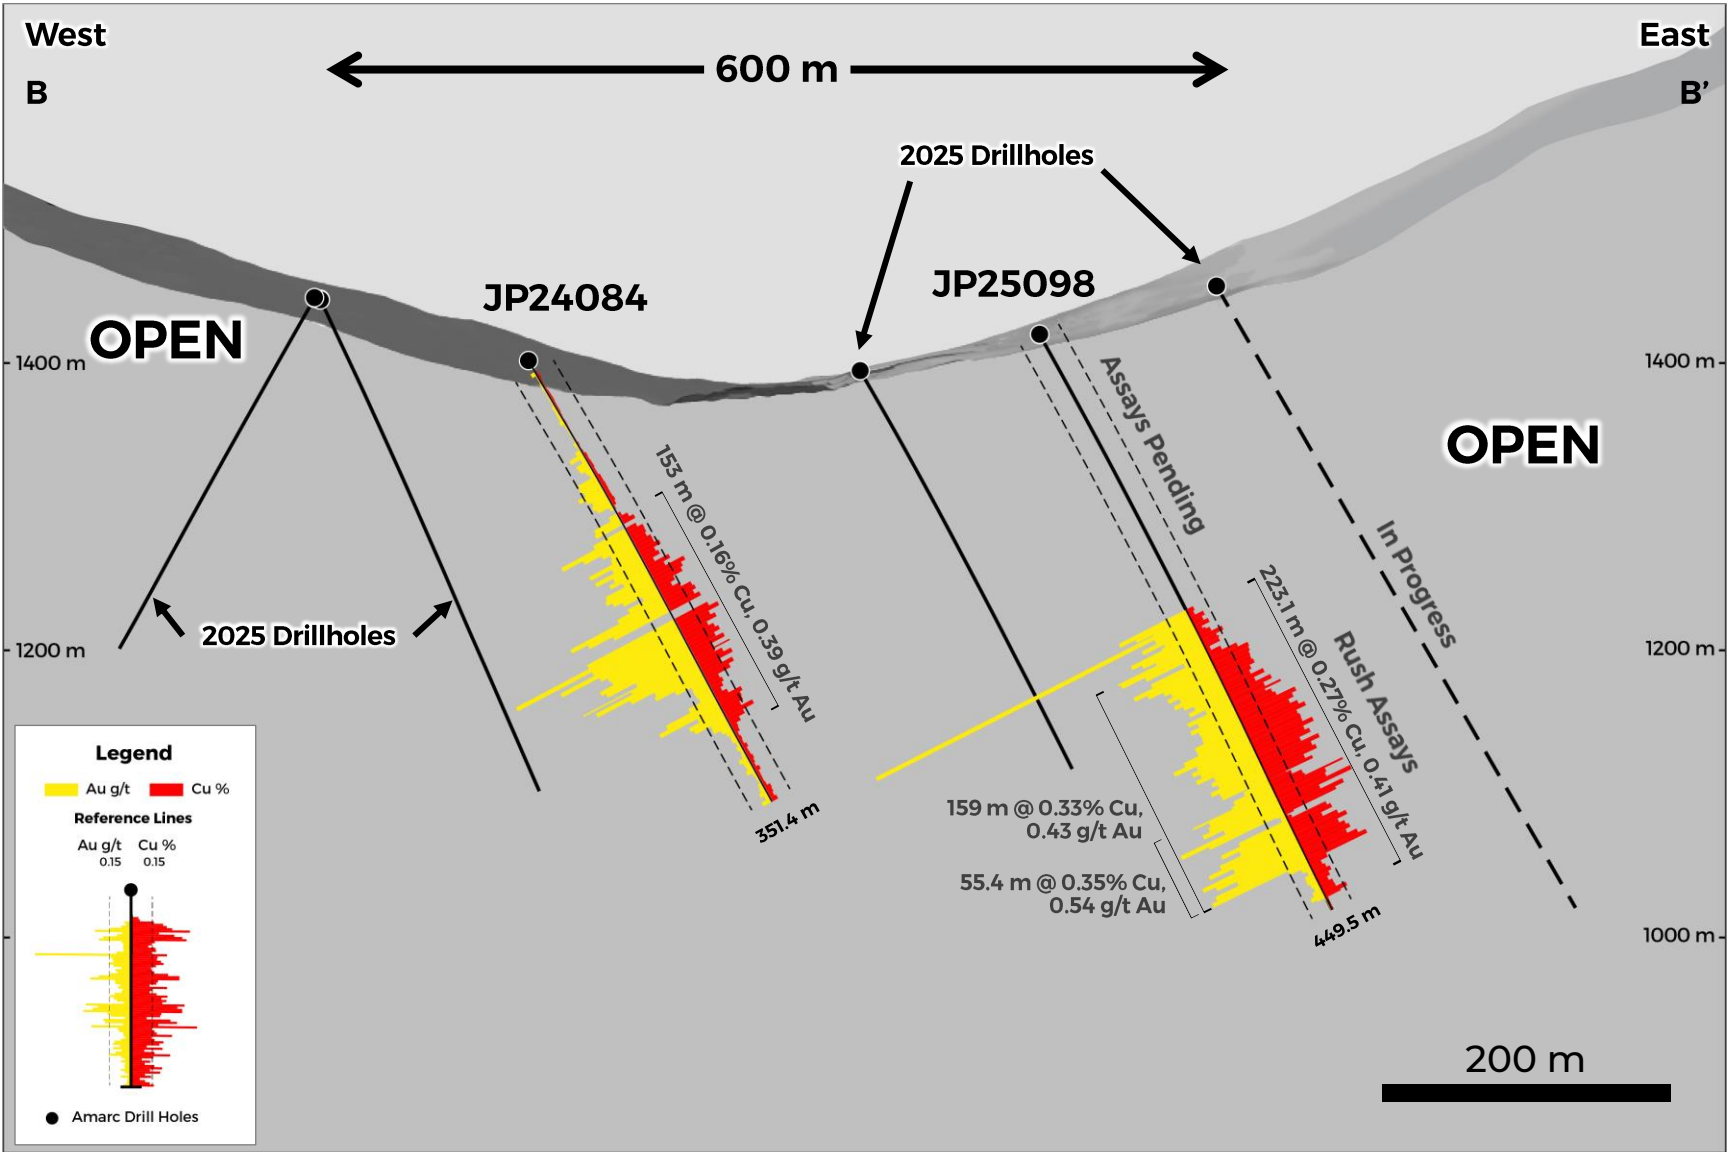 West
East
600 m
B
B’
2025 Drillholes
JP24084
JP25098
OPEN
1400 m
1400 m
Assays Pending
OPEN
153 m @ 0.16% Cu, 0.39 g/t Au
In Progress
223.1 m @ 0.27% Cu, 0.41 g/t Au
Rush Assays
2025 Drillholes
1200 m
1200 m
351.4 m
159 m @ 0.33% Cu,
0.43 g/t Au
55.4 m @ 0.35% Cu,
0.54 g/t Au
449.5 m
1000 m
200 m
Legend
Au g/t Cu %
Reference Lines
Au g/t Cu %
0.15 0.15
Amarc Drill Holes